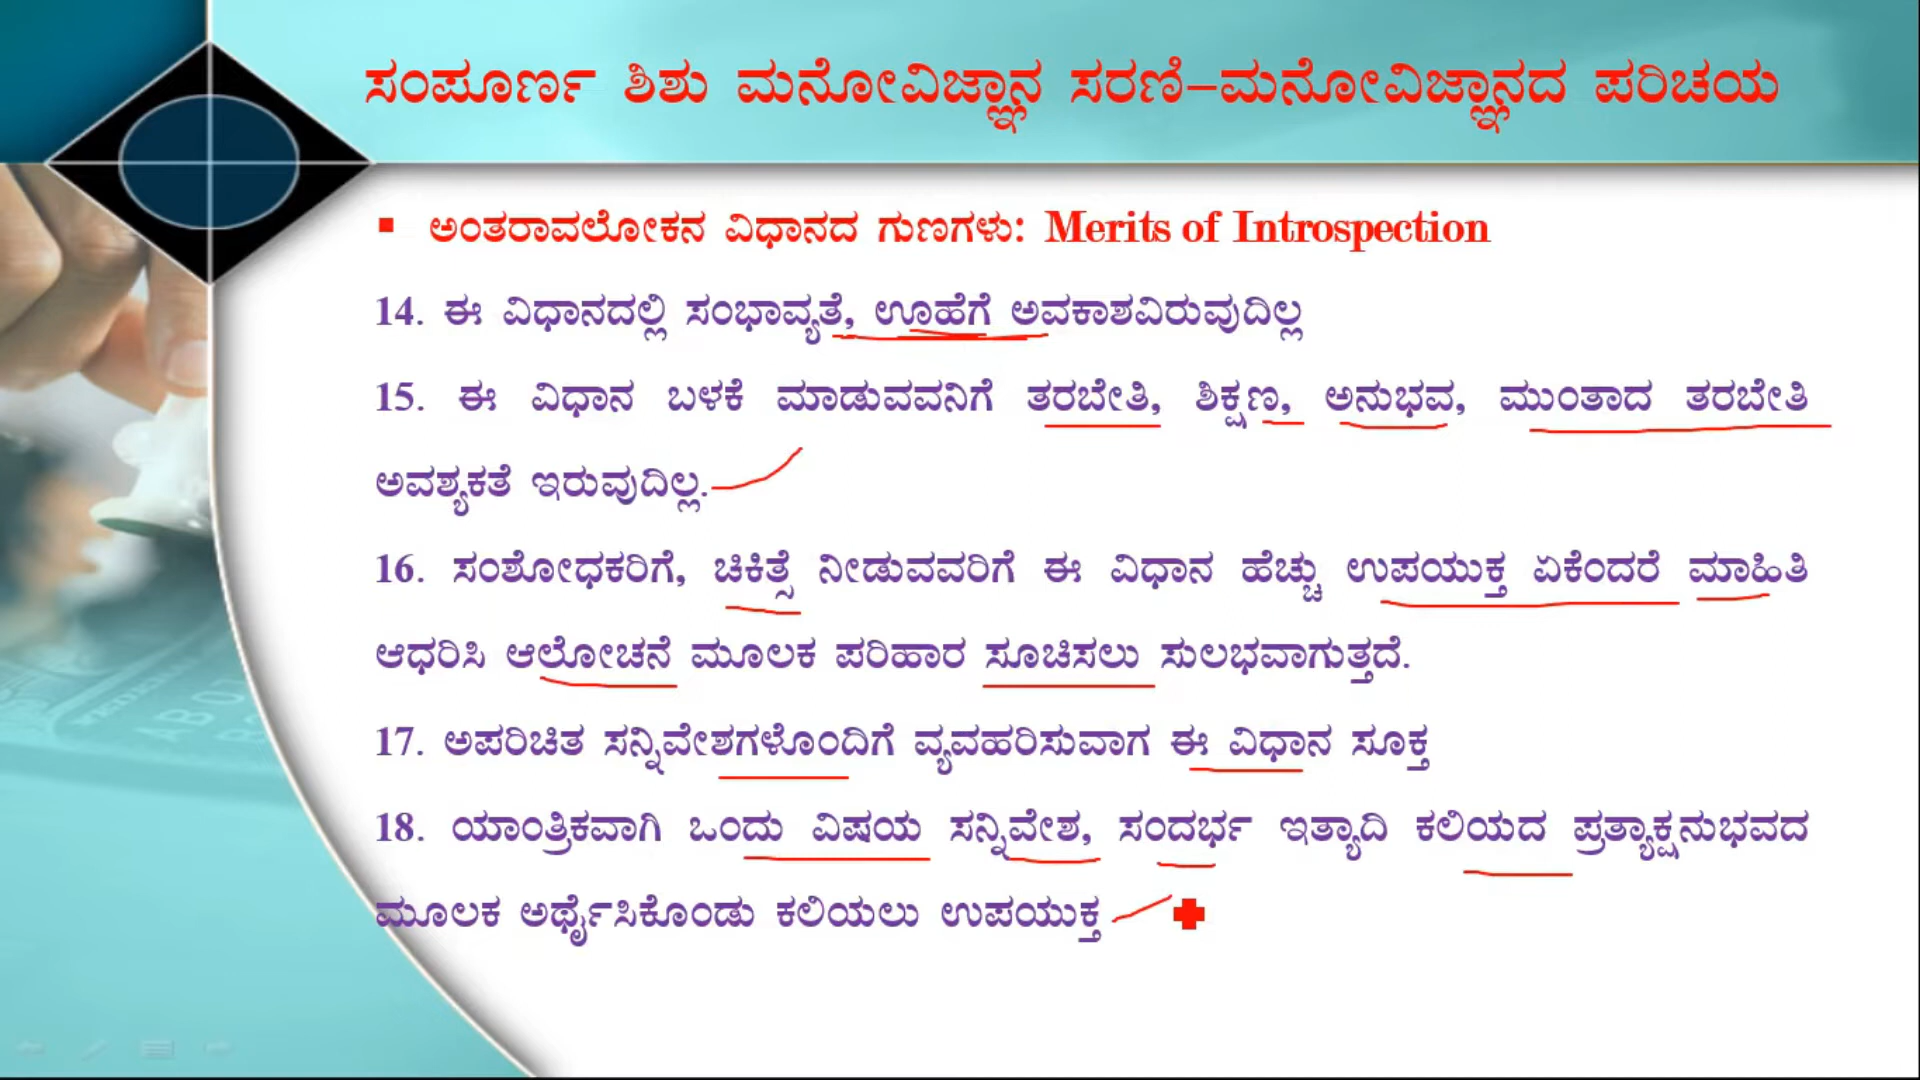 ಸಂಪೂರ್ಣ ಶಿಶು ಮನೋವಿಜ್ಞಾನ ಸರಣಿ–ಮನೋವಿಜ್ಞಾನದ ಪರಿಚಯ
▪ ಅಂತರಾವಲೋಕನ ವಿಧಾನದ ಗುಣಗಳು: Merits of Introspection
14. ಈ ವಿಧಾನದಲ್ಲಿ ಸಂಭಾವ್ಯತೆ, ಊಹೆಗೆ ಅವಕಾಶವಿರುವುದಿಲ್ಲ
15. ಈ ವಿಧಾನ ಬಳಕೆ ಮಾಡುವವನಿಗೆ ತರಬೇತಿ, ಶಿಕ್ಷಣ, ಅನುಭವ, ಮುಂತಾದ ತರಬೇತಿ
ಅವಶ್ಯಕತೆ ಇರುವುದಿಲ್ಲ.
16. ಸಂಶೋಧಕರಿಗೆ, ಚಿಕಿತ್ಸೆ ನೀಡುವವರಿಗೆ ಈ ವಿಧಾನ ಹೆಚ್ಚು ಉಪಯುಕ್ತ ಏಕೆಂದರೆ ಮಾಹಿತಿ
ಆಧರಿಸಿ ಆಲೋಚನೆ ಮೂಲಕ ಪರಿಹಾರ ಸೂಚಿಸಲು ಸುಲಭವಾಗುತ್ತದೆ.
17. ಅಪರಿಚಿತ ಸನ್ನಿವೇಶಗಳೊಂದಿಗೆ ವ್ಯವಹರಿಸುವಾಗ ಈ ವಿಧಾನ ಸೂಕ್ತ
18. ಯಾಂತ್ರಿಕವಾಗಿ ಒಂದು ವಿಷಯ ಸನ್ನಿವೇಶ, ಸಂದರ್ಭ ಇತ್ಯಾದಿ ಕಲಿಯದ ಪ್ರತ್ಯಾಕ್ಷನುಭವದ
ಮೂಲಕ ಅರ್ಥೈಸಿಕೊಂಡು ಕಲಿಯಲು ಉಪಯುಕ್ತ